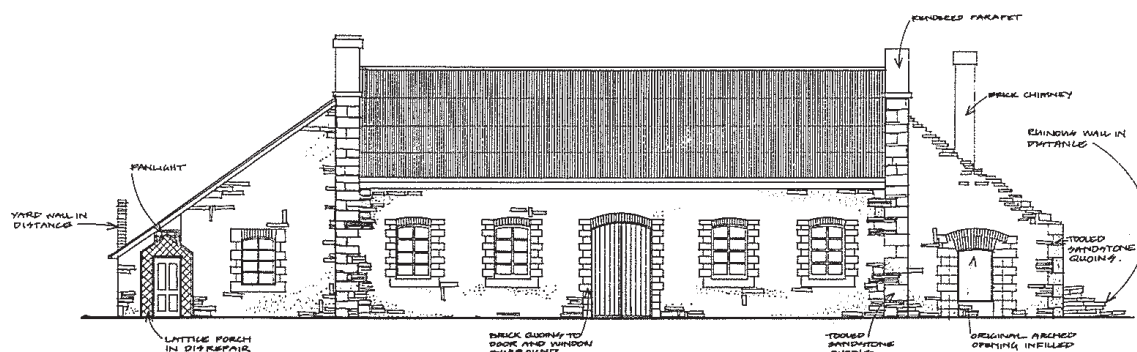 RENDERED PARAPET
BRICK CHIMNEY
RUINOUS WALL IN
DISTANCE
FANLIGHT
YARD WALL IN
DISTANCE
TOOLED
SANDSTONE
QUOINS.
LATTICE PORCH
IN DISREPAIR
BRICK QUOINS TO
DOOR AND WINDOW
TOOLED
SANDSTONE
ORIGINAL ARCHED
OPENING INFILLED